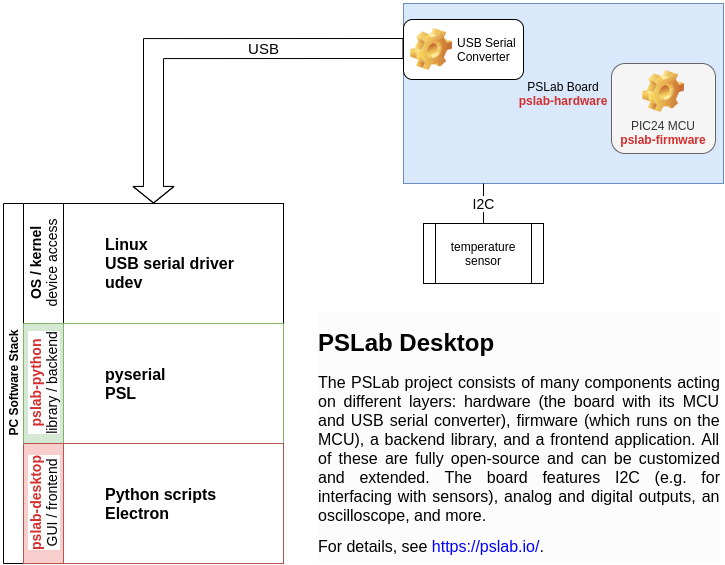 USB
USB Serial
Converter
PSLab Board
pslab-hardware
PIC24 MCU
pslab-firmware
I2C
temperature
sensor
PC Software Stack
OS / kernel
device access
Linux
USB serial driver
udev
pslab-python
library / backend
pyserial
PSL
pslab-desktop
GUI / frontend
Python scripts
Electron
PSLab Desktop
The PSLab project consists of many components acting
on different layers: hardware (the board with its MCU
and USB serial converter), firmware (which runs on the
MCU), a backend library, and a frontend application. All
of these are fully open-source and can be customized
and extended. The board features I2C (e.g. for
interfacing with sensors), analog and digital outputs, an
oscilloscope, and more.
For details, see https://pslab.io/.